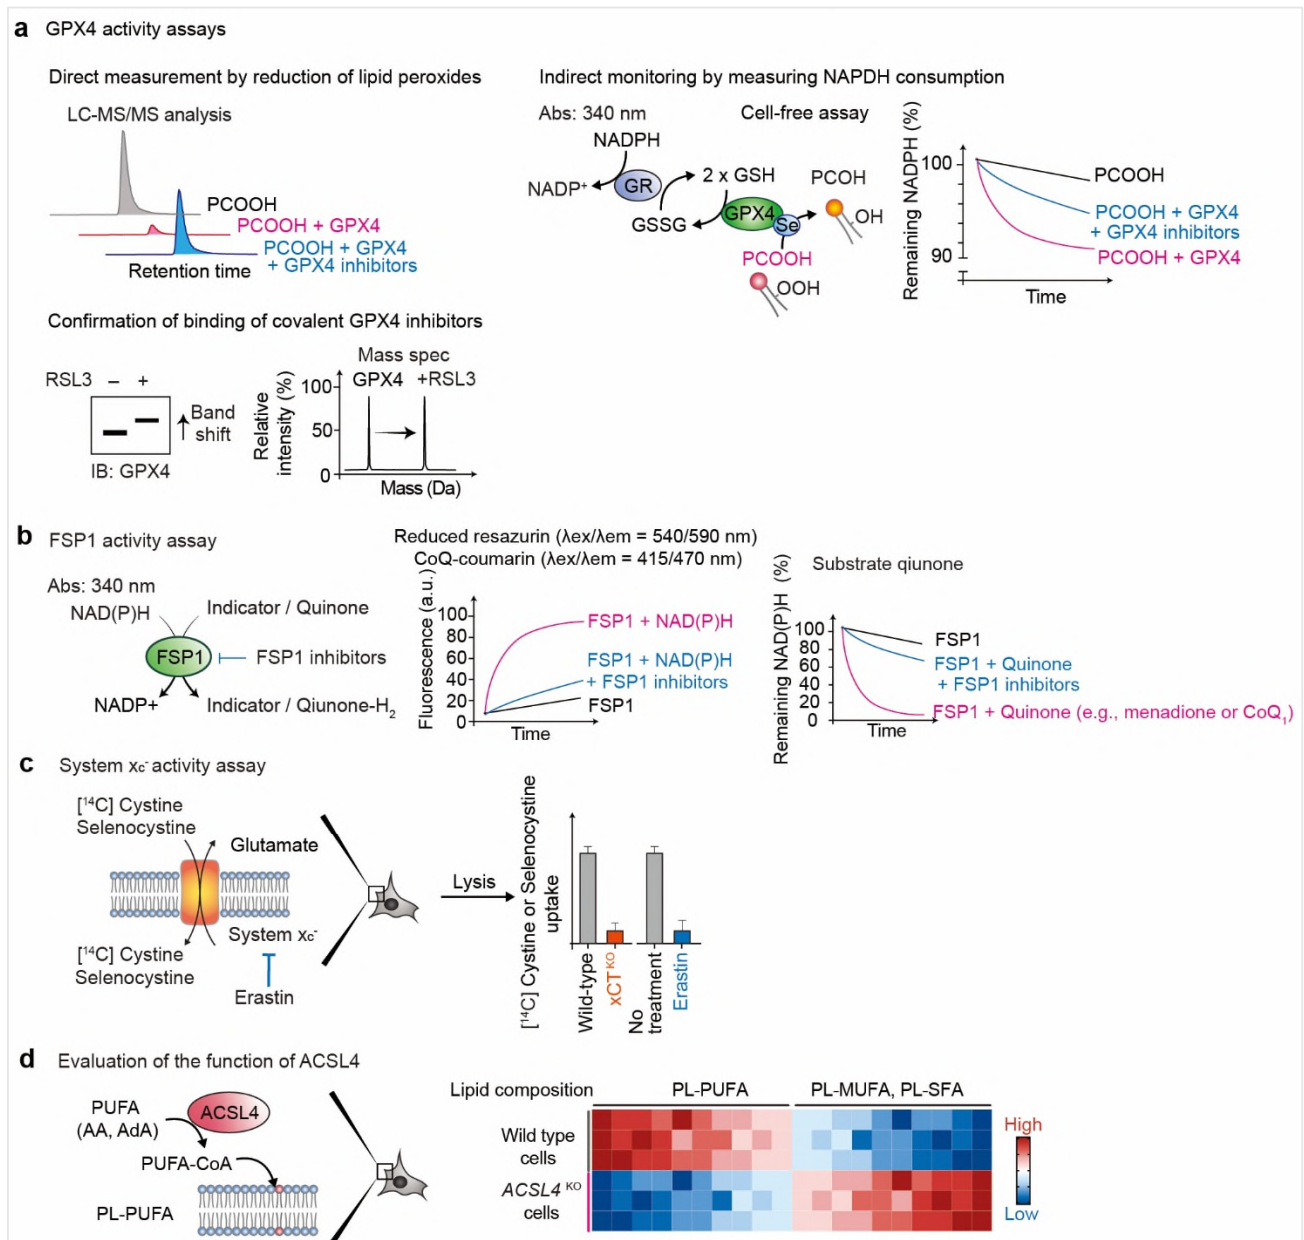 a GPX4 activity assays
Direct measurement by reduction of lipid peroxides
LC-MS/MS analysis
PCOOH
PCOOH + GPX4
PCOOH + GPX4
+ GPX4 inhibitors
Retention time
Indirect monitoring by measuring NAPDH consumption
Abs: 340 nm
Cell-free assay
NADPH
NADP+
GR
2 x GSH
GSSG
GPX4
Se
PCOH
OH
PCOOH
OOH
Remaining NADPH (%)
100
90
PCOOH
PCOOH + GPX4
+ GPX4 inhibitors
PCOOH + GPX4
Time
Confirmation of binding of covalent GPX4 inhibitors
RSL3 – +
Band
shift
IB: GPX4
Mass spec
GPX4 +RSL3
Relative
intensity (%)
100
50
0
Mass (Da)
b FSP1 activity assay
Abs: 340 nm
NAD(P)H
Indicator / Quinone
FSP1
FSP1 inhibitors
NADP+
Indicator / Qiunone-H2
Reduced resazurin (λex/λem = 540/590 nm)
CoQ-coumarin (λex/λem = 415/470 nm)
Fluorescence (a.u.)
100
80
60
40
20
0
FSP1 + NAD(P)H
FSP1 + NAD(P)H
+ FSP1 inhibitors
FSP1
Time
Substrate qiunone
Remaining NAD(P)H (%)
100
80
60
40
20
0
FSP1
FSP1 + Quinone
+ FSP1 inhibitors
FSP1 + Quinone (e.g., menadione or CoQ1)
Time
c System xc- activity assay
[14C] Cystine
Selenocystine
Glutamate
System xc-
[14C] Cystine
Selenocystine
Erastin
Lysis
[14C] Cystine or Selenocystine
uptake
Wild-type
xCT KO
No
treatment
Erastin
d Evaluation of the function of ACSL4
PUFA
(AA, AdA)
ACSL4
PUFA-CoA
PL-PUFA
Lipid composition
PL-PUFA
PL-MUFA, PL-SFA
Wild type
cells
ACSL4 KO
cells
High
Low